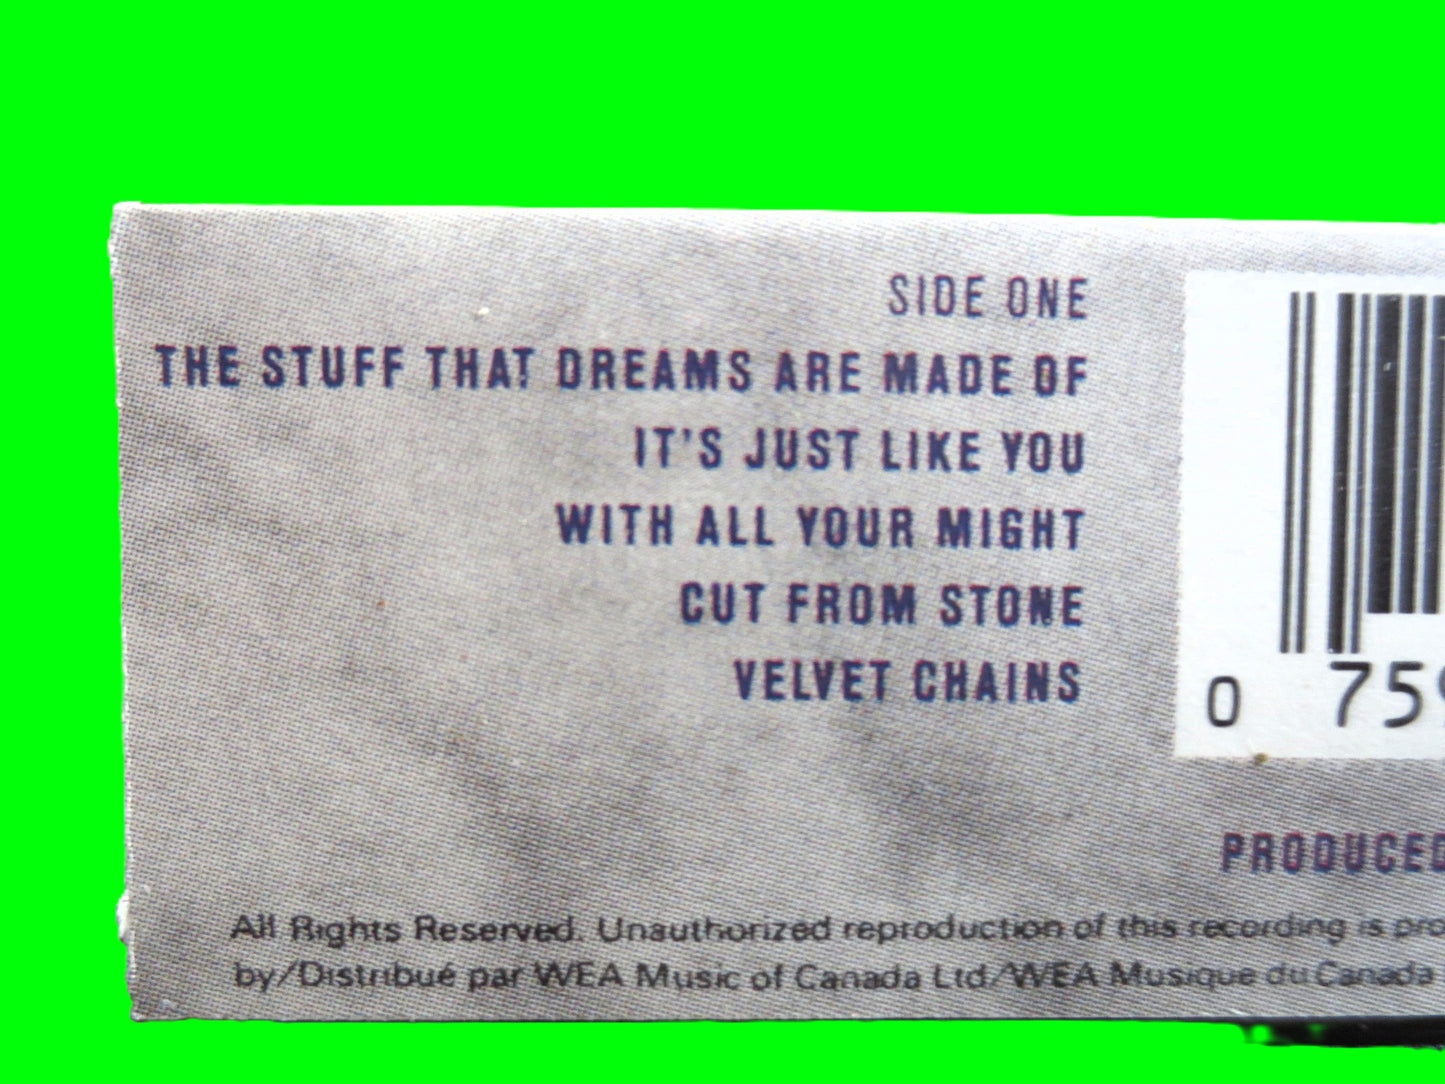 SIDE ONE
THE STUFF THAT DREAMS ARE MADE OF
IT'S JUST LIKE YOU
WITH ALL YOUR MIGHT
CUT FROM STONE
VELVET CHAINS
0 75
PRODUCED
All Rights Reserved. Unauthorized reproduction of this recording is
by/Distribué par WEA Music of Canada Ltd/WEA Musique du Canada